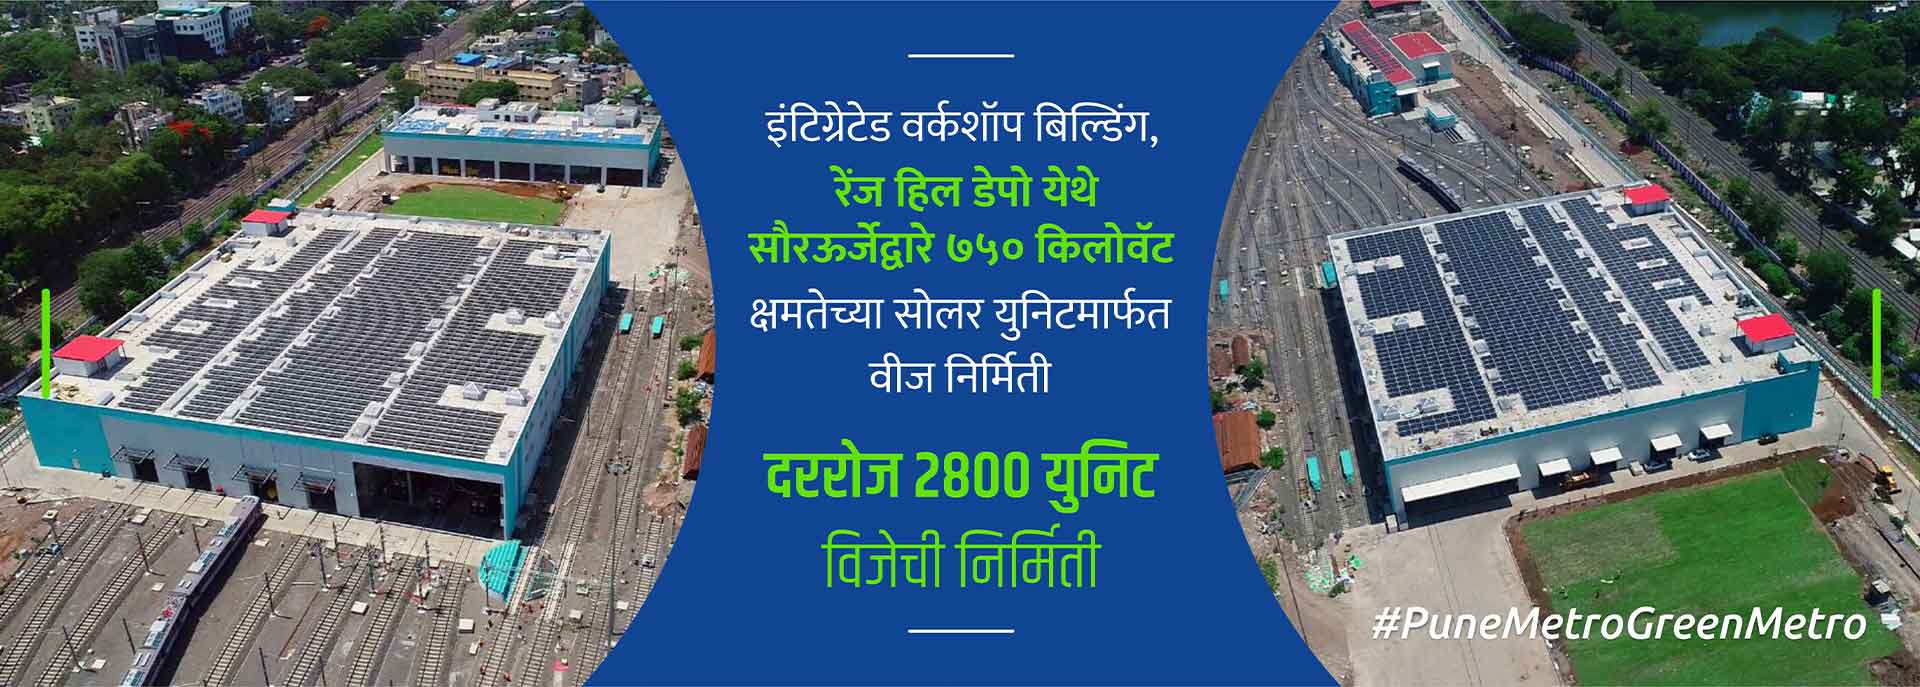 इंटिग्रेटेड वर्कशॉप बिल्डिंग,
रेंज हिल डेपो येथे
सौरऊर्जेद्वारे ७५० किलोवॅट
क्षमतेच्या सोलर युनिटमार्फत
वीज निर्मिती
दररोज 2800 युनिट
विजेची निर्मिती
#PuneMetroGreenMetro